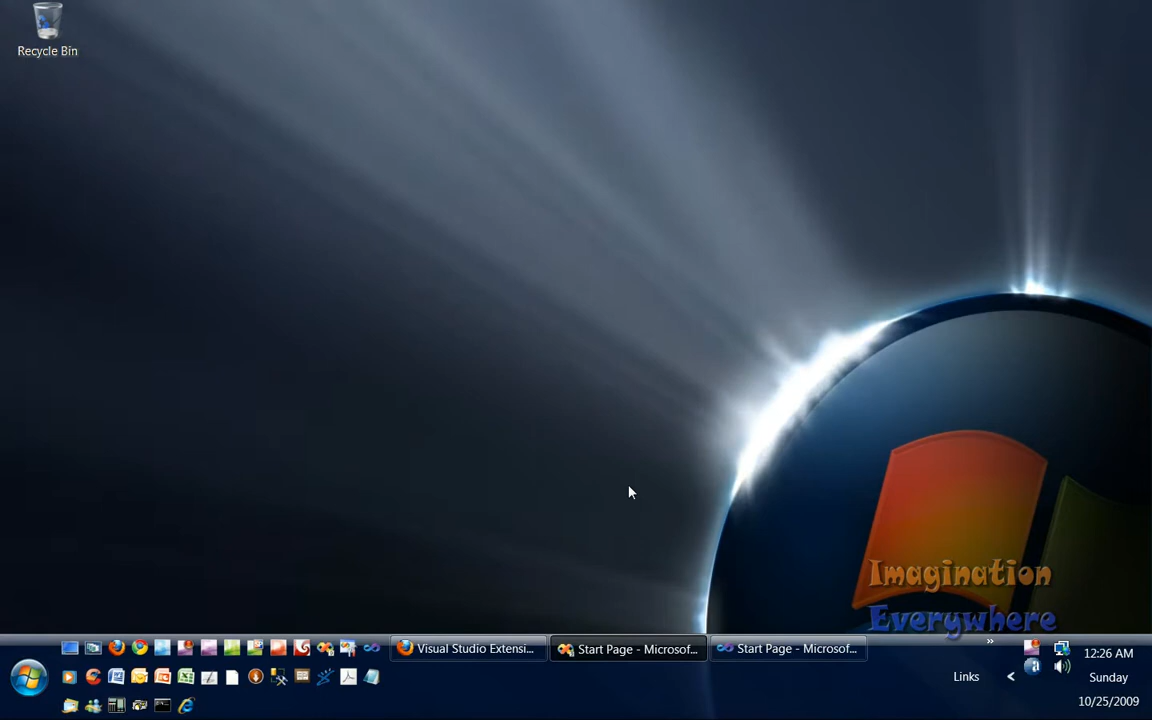 Recycle Bin
Imagination
Everywhere
Visual Studio Extensi...
Start Page - Microsof...
Start Page - Microsof...
»
12:26 AM
Links
<
Sunday
10/25/2009